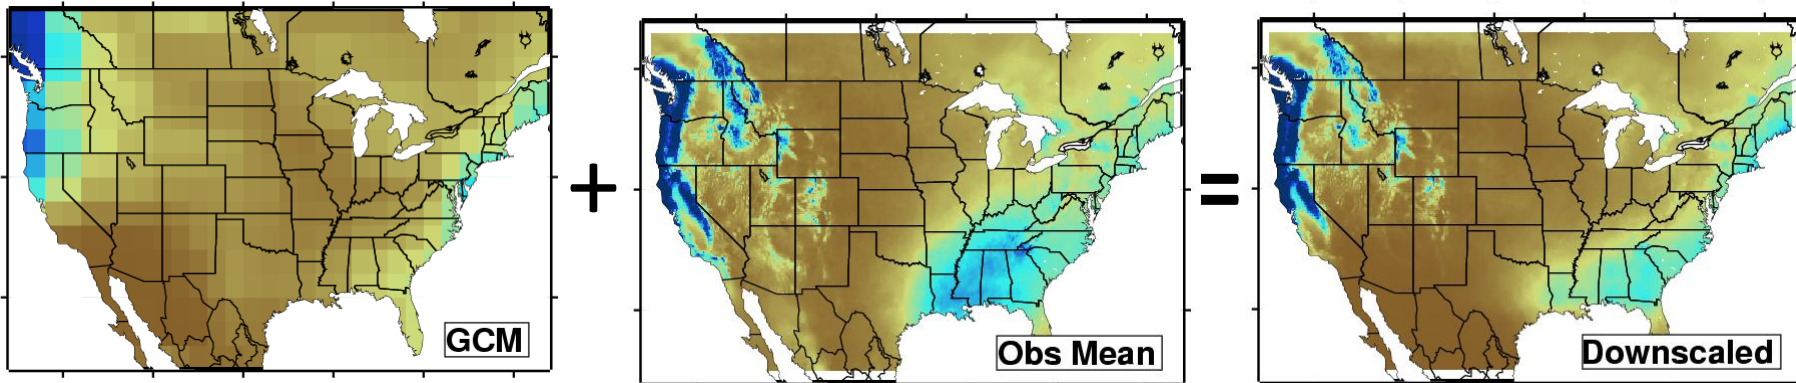 GCM
+
Obs Mean
=
Downscaled